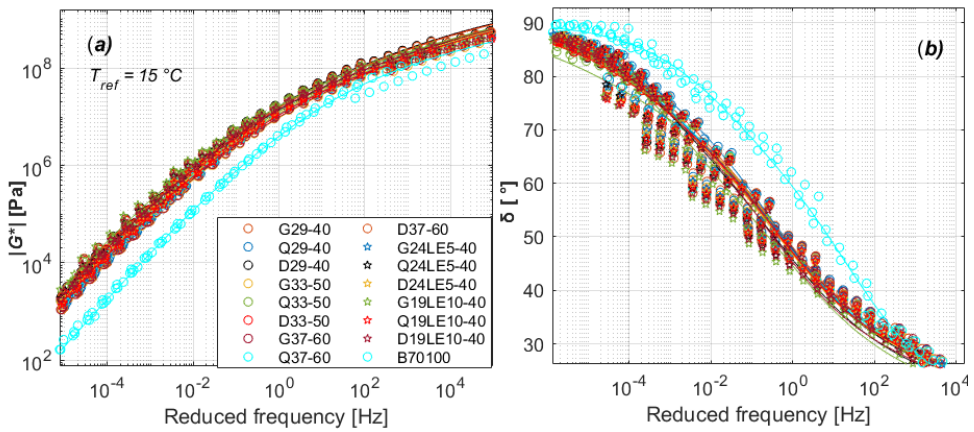 (a)
T_ref = 15 °C
10^8
10^6
10^4
10^2
|G*| [Pa]
G29-40
Q29-40
D29-40
G33-50
Q33-50
D33-50
G37-60
Q37-60
D37-60
G24LE5-40
Q24LE5-40
D24LE5-40
G19LE10-40
Q19LE10-40
D19LE10-40
B70100
10^-4 10^-2 10^0 10^2 10^4
Reduced frequency [Hz]
(b)
90
80
70
60
50
40
30
δ [°]
10^-4 10^-2 10^0 10^2 10^4
Reduced frequency [Hz]